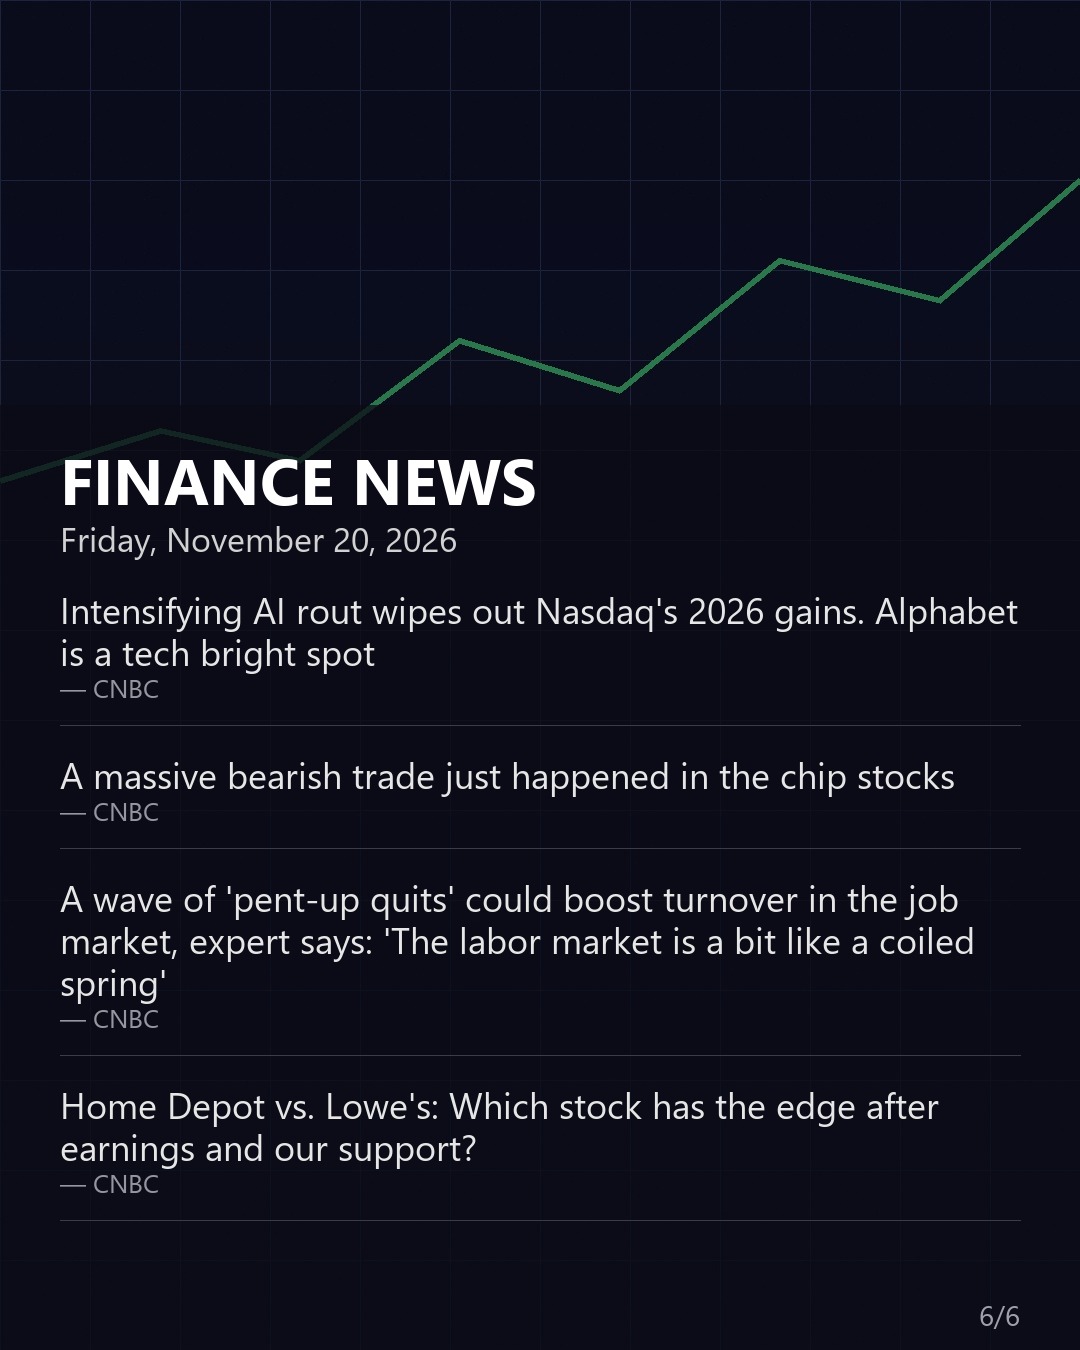 FINANCE NEWS
Friday, November 20, 2026
Intensifying AI rout wipes out Nasdaq's 2026 gains. Alphabet
is a tech bright spot
— CNBC
A massive bearish trade just happened in the chip stocks
— CNBC
A wave of 'pent-up quits' could boost turnover in the job
market, expert says: 'The labor market is a bit like a coiled
spring'
— CNBC
Home Depot vs. Lowe's: Which stock has the edge after
earnings and our support?
— CNBC
6/6